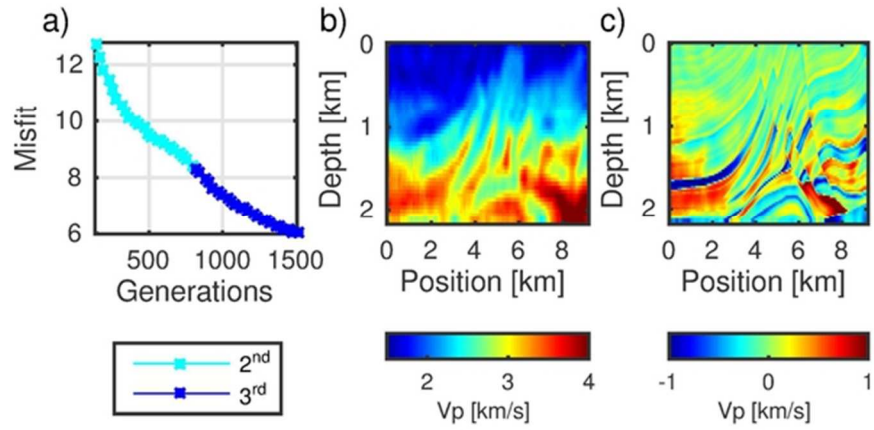 a)
12
10
8
6
Misfit
500 1000 1500
Generations
2nd
3rd
b)
0
1
2
Depth [km]
0 2 4 6 8
Position [km]
2 3 4
Vp [km/s]
c)
0
1
2
Depth [km]
0 2 4 6 8
Position [km]
-1 0 1
Vp [km/s]